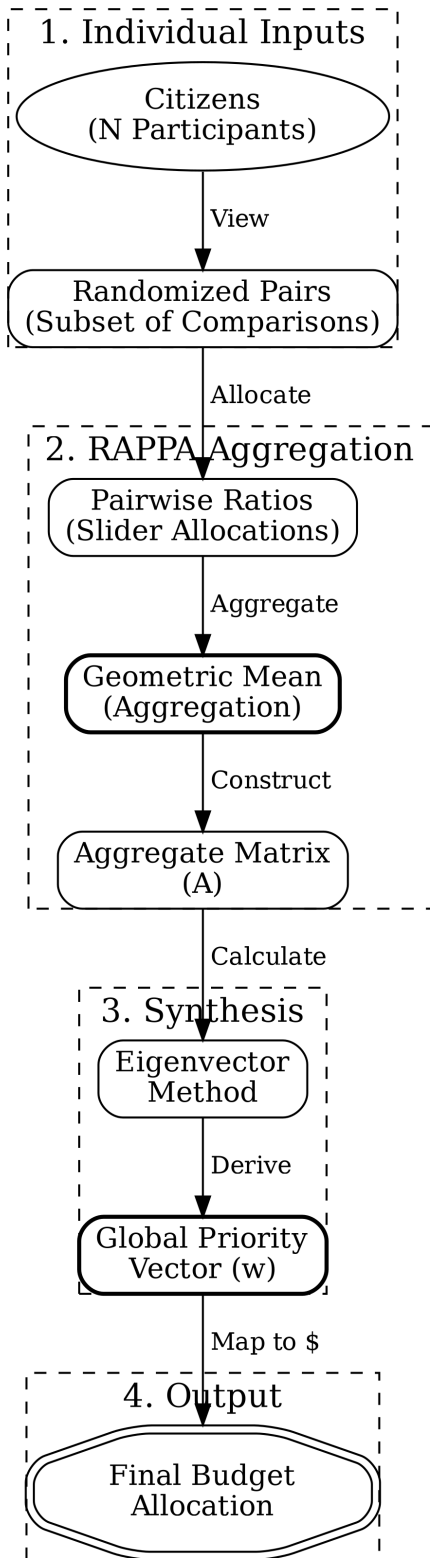 1. Individual Inputs
Citizens
(N Participants)
View
Randomized Pairs
(Subset of Comparisons)
Allocate
2. RAPPA Aggregation
Pairwise Ratios
(Slider Allocations)
Aggregate
Geometric Mean
(Aggregation)
Construct
Aggregate Matrix
(A)
Calculate
3. Synthesis
Eigenvector
Method
Derive
Global Priority
Vector (w)
Map to $
4. Output
Final Budget
Allocation